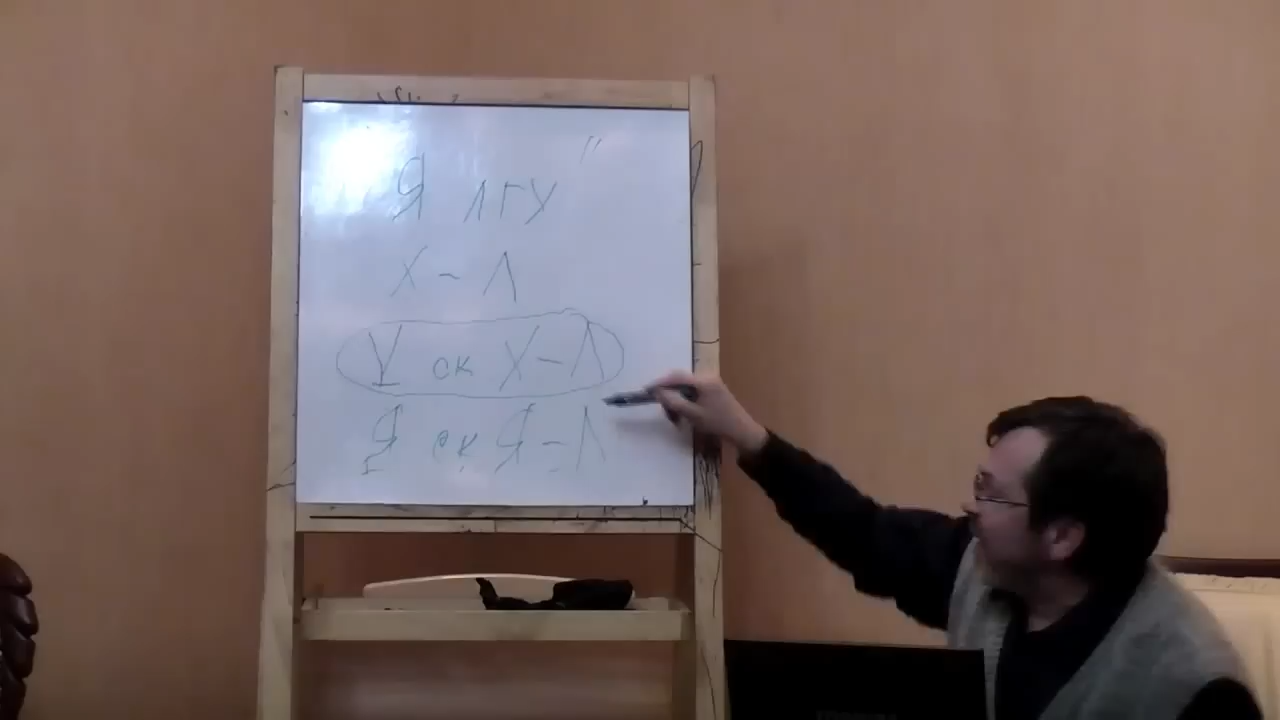 Я лгу"
Х - Л
У ск Х - Л
Я ск Я - Л